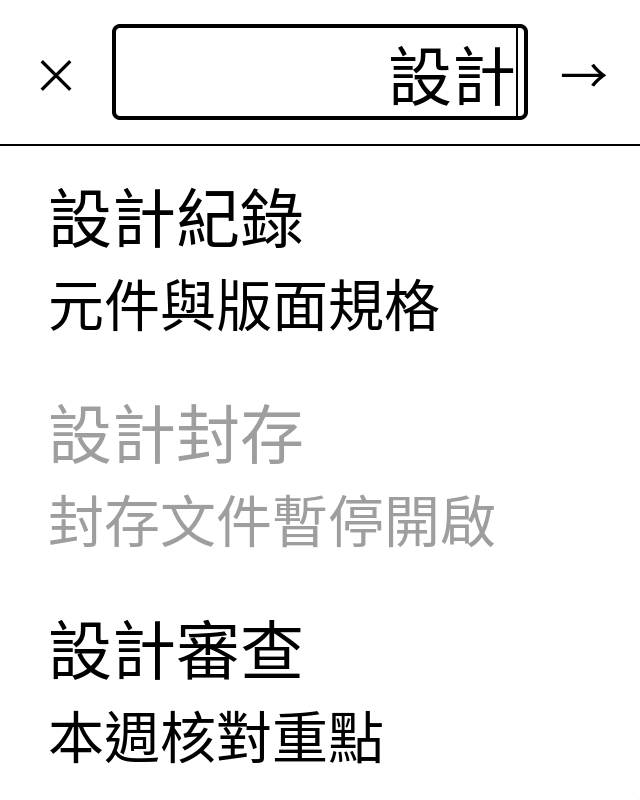 × 設計 →
設計紀錄
元件與版面規格
設計封存
封存文件暫停開啟
設計審查
本週核對重點